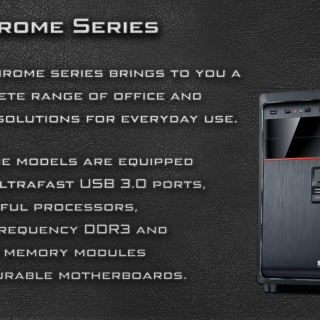 rome Series
rome series brings to you a
ete range of office and
solutions for everyday use.
e models are equipped
ltrafast USB 3.0 ports,
ful processors,
requency DDR3 and
memory modules
urable motherboards.